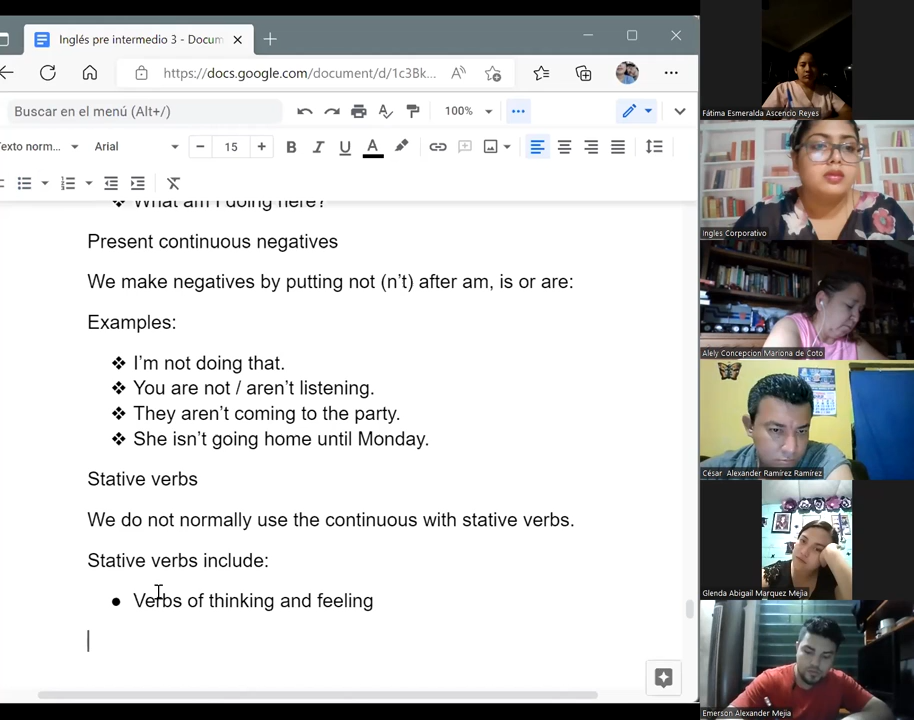 Inglés pre intermedio 3 - Docum
https://docs.google.com/document/d/1c3Bk...
Buscar en el menú (Alt+/)
100%
exto norm...
Arial
15
What am I doing here?
Present continuous negatives
We make negatives by putting not (n't) after am, is or are:
Examples:
❖ I'm not doing that.
❖ You are not / aren't listening.
❖ They aren't coming to the party.
❖ She isn't going home until Monday.
Stative verbs
We do not normally use the continuous with stative verbs.
Stative verbs include:
● Verbs of thinking and feeling
Fátima Esmeralda Ascencio Reyes
Ingles Corporativo
Alely Concepcion Mariona de Coto
César Alexander Ramírez Ramírez
Glenda Abigail Marquez Mejia
Emerson Alexander Mejia